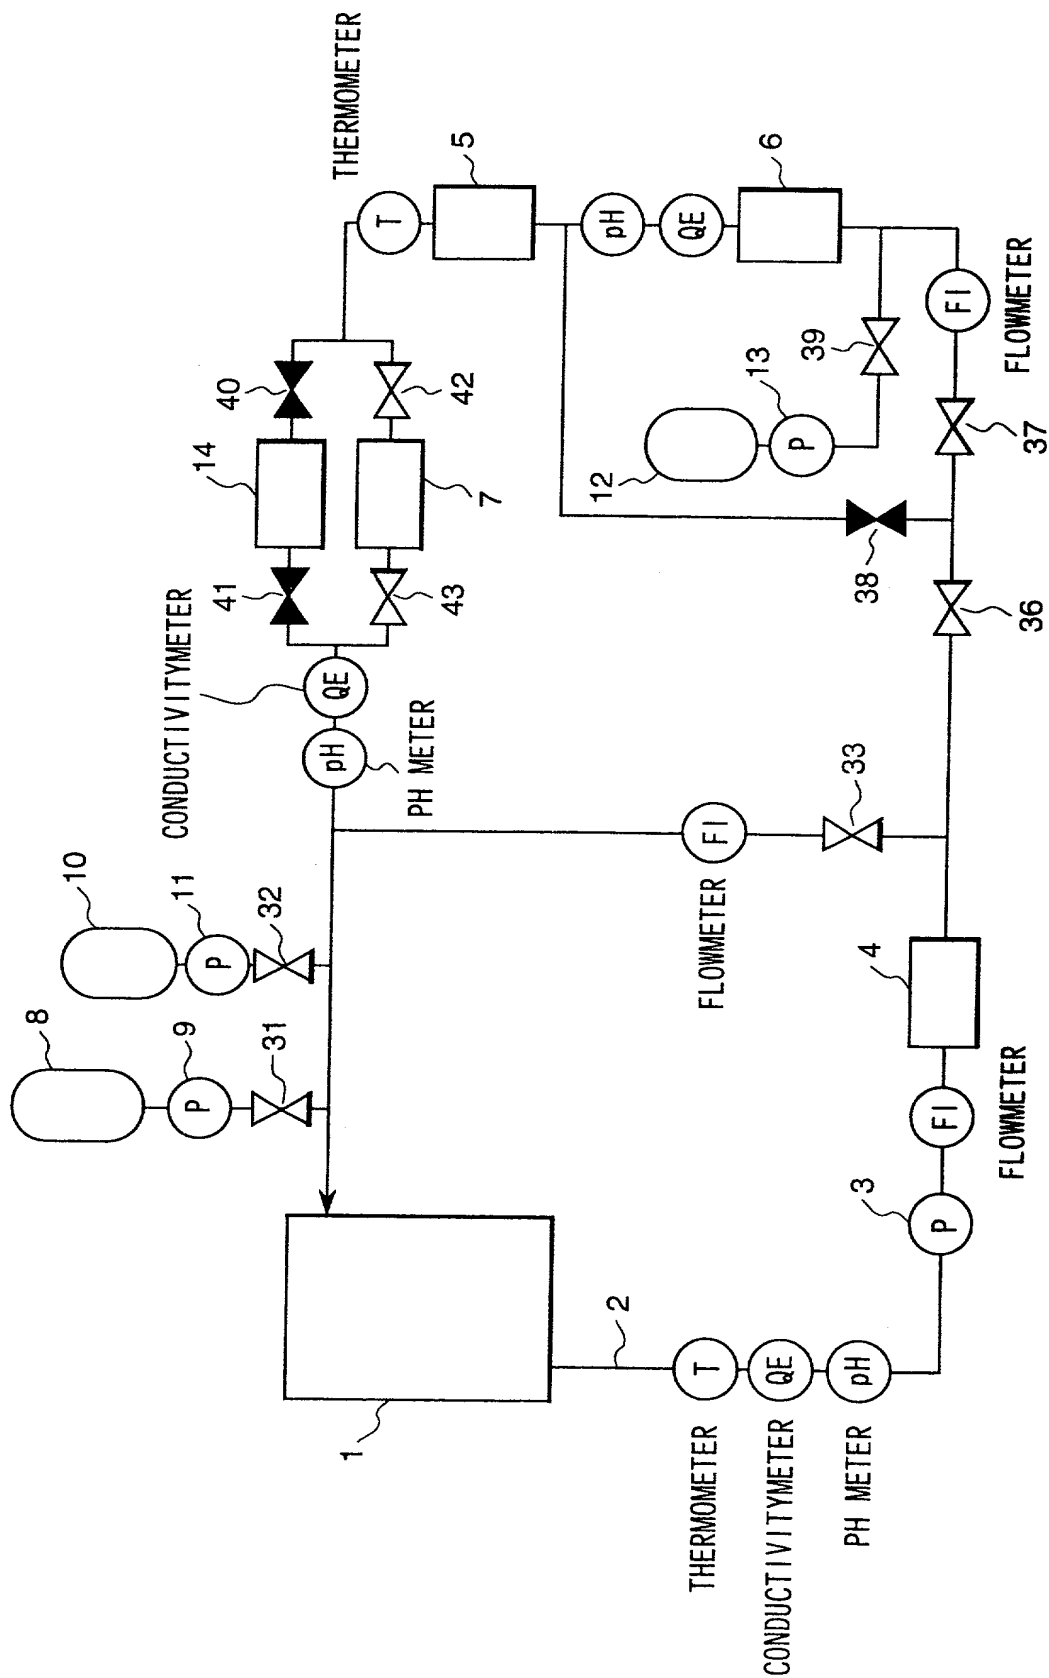 8
10
9
11
P
P
CONDUCTIVITYMETER
41
14
40
31
32
THERMOMETER
pH
QE
1
T
PH METER
43
42
7
5
12
2
pH
QE
6
THERMOMETER
T
FLOWMETER
FI
CONDUCTIVITYMETER
QE
13
P
39
33
PH METER
pH
3
4
38
P
FI
FI
FLOWMETER
FLOWMETER
36
37